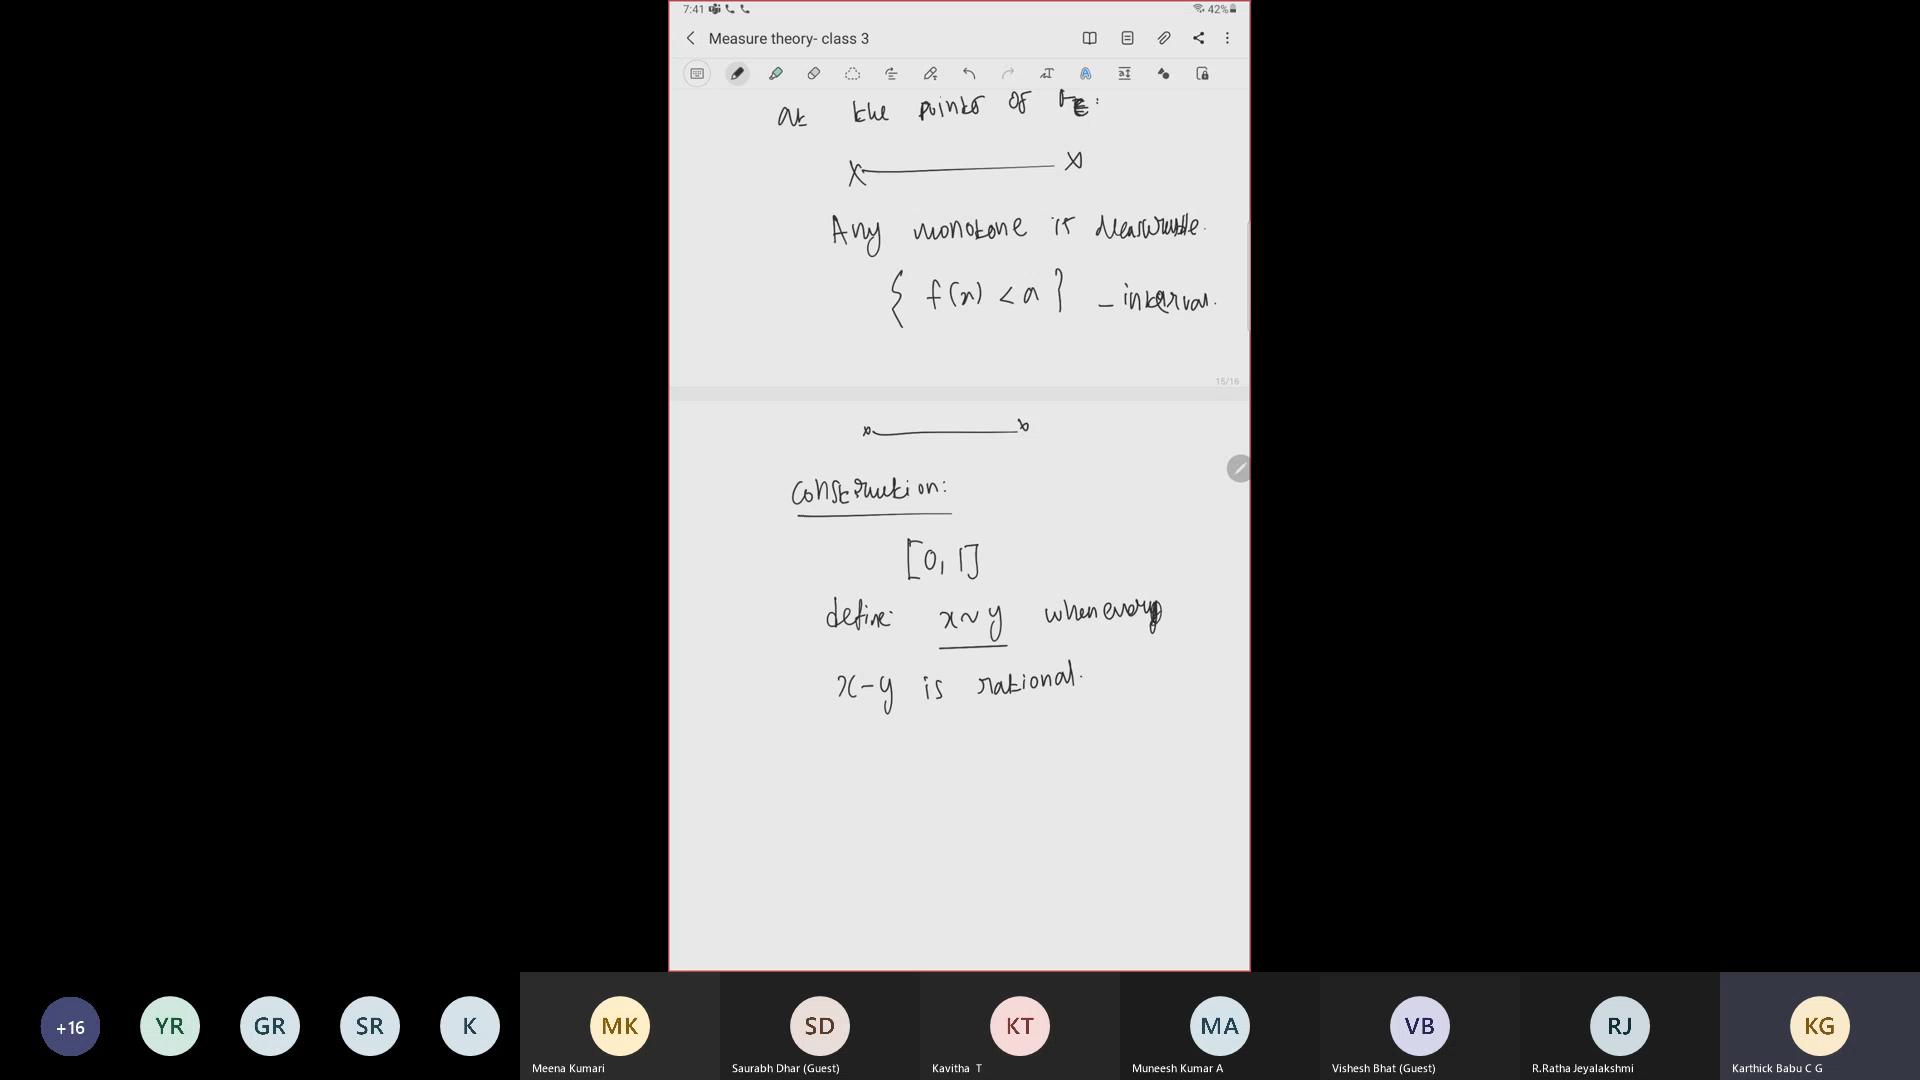 7:41 42%
Measure theory- class 3
at the points of
Any monotone is Measurable.
{ f(x) < a } - interval.
15/16
Construction:
[0, 1]
define: x ~ y whenever
x-y is rational.
+16 YR GR SR K MK SD KT MA VB RJ KG
Meena Kumari Saurabh Dhar (Guest) Kavitha T Muneesh Kumar A Vishesh Bhat (Guest) R.Ratha Jeyalakshmi Karthick Babu C G